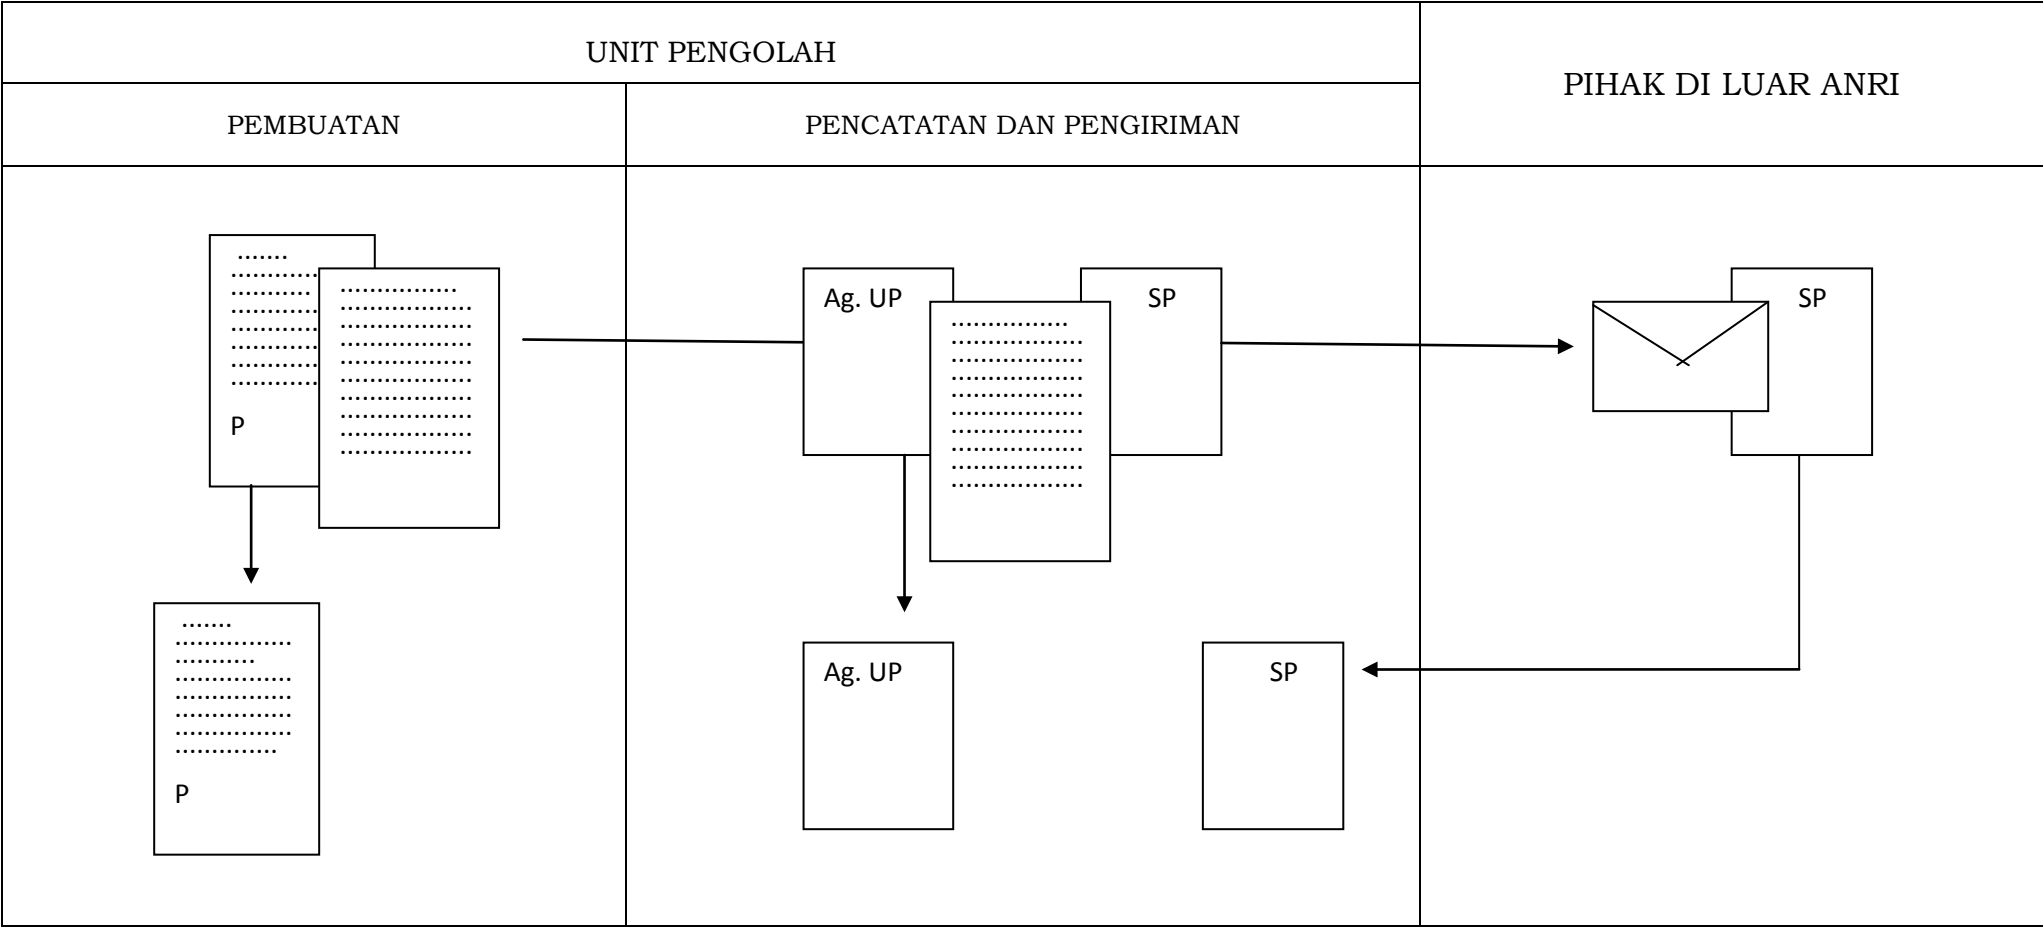 UNIT PENGOLAH
PIHAK DI LUAR ANRI
PEMBUATAN
PENCATATAN DAN PENGIRIMAN
.......
P
Ag. UP
SP
SP
.......
P
Ag. UP
SP